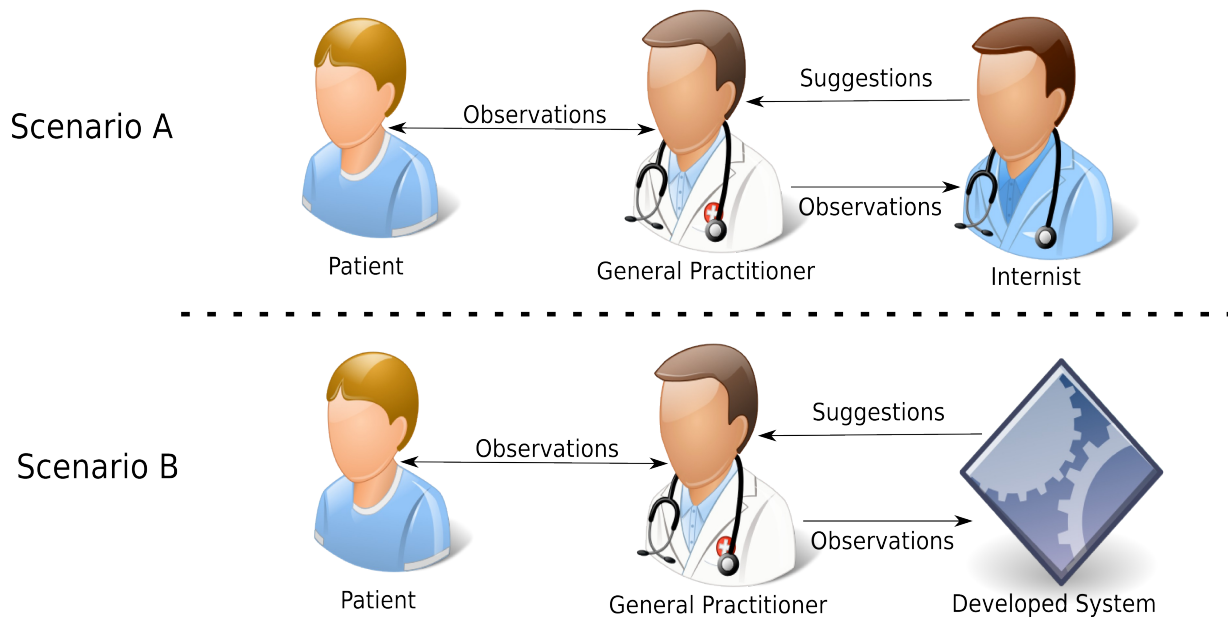 Scenario A
Observations
Suggestions
Observations
Patient
General Practitioner
Internist
Scenario B
Observations
Suggestions
Observations
Patient
General Practitioner
Developed System